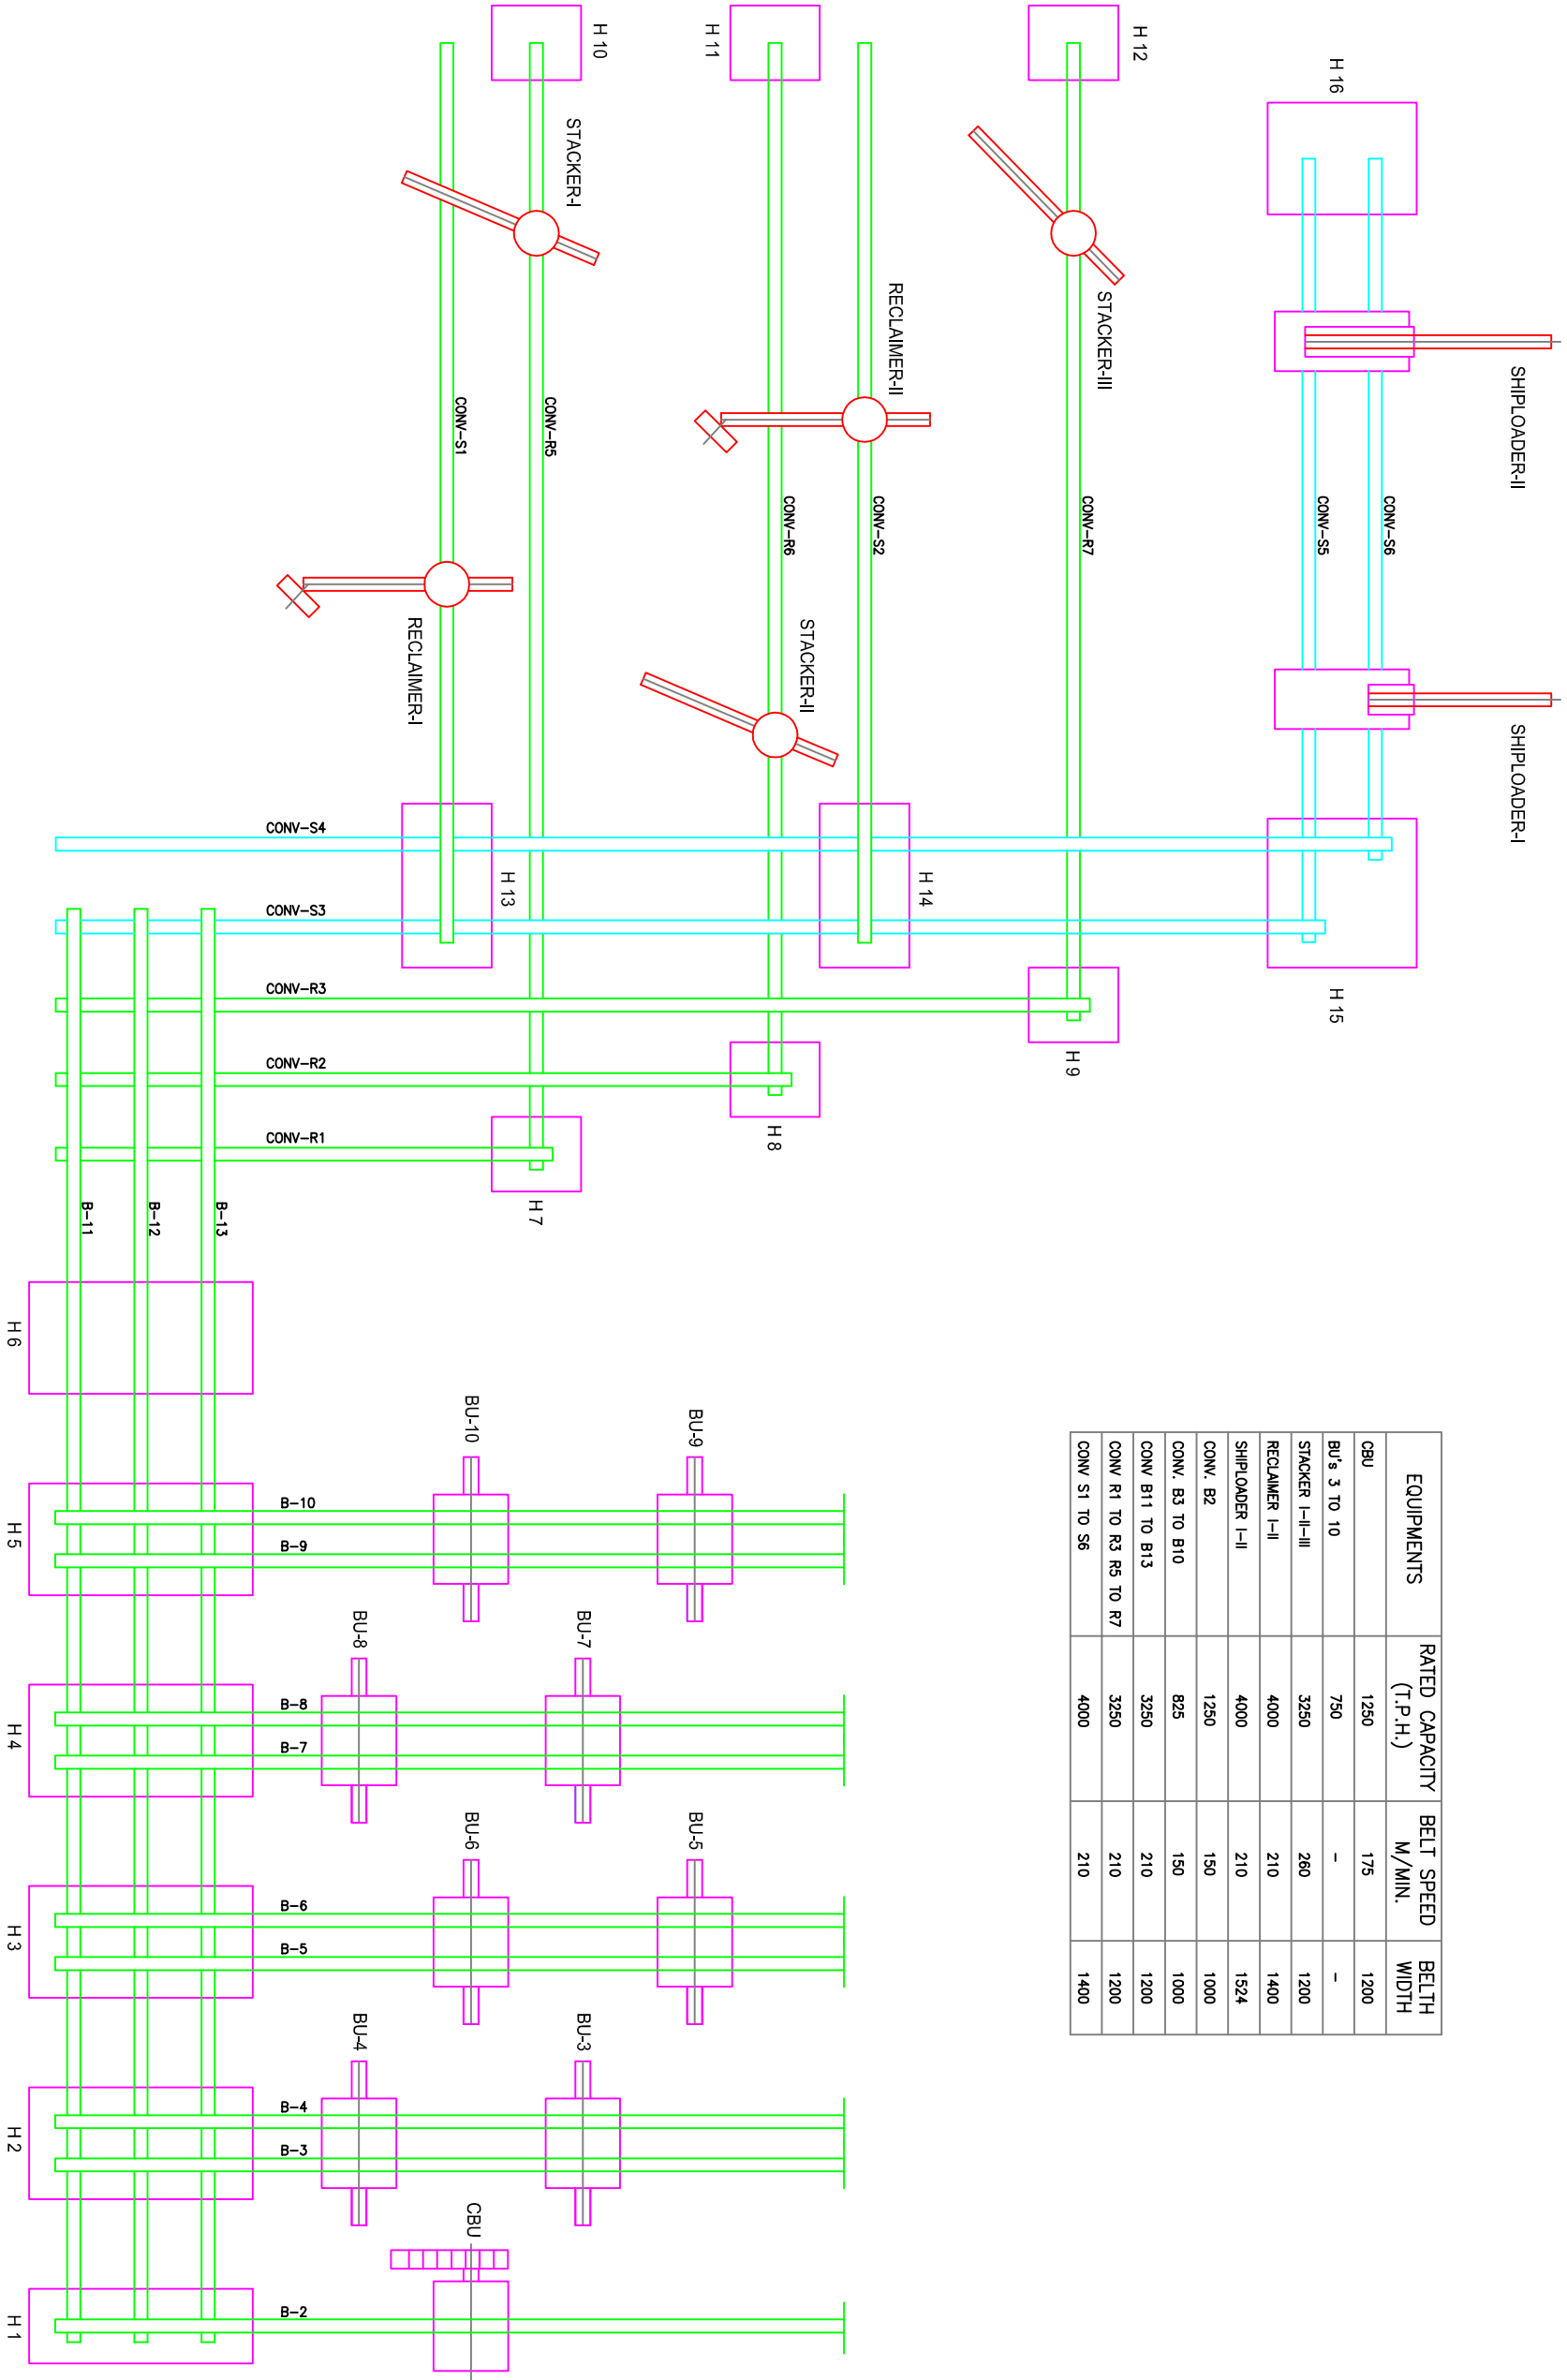 H 10
H 11
H 12
H 16
STACKER-I
RECLAIMER-II
STACKER-III
SHIPLOADER-II
CONV-S1
CONV-R5
CONV-R6
CONV-S2
CONV-R7
CONV-S5
CONV-S6
RECLAIMER-I
STACKER-II
SHIPLOADER-I
CONV-S4
H 13
H 14
CONV-S3
CONV-R3
H 15
CONV-R2
H 9
CONV-R1
H 8
B-11
B-12
B-13
H 7
H 6
BU-10
BU-9
B-10
B-9
H 5
BU-8
BU-7
B-8
B-7
H 4
BU-6
BU-5
B-6
B-5
H 3
BU-4
BU-3
B-4
B-3
H 2
CBU
B-2
H 1
EQUIPMENTS RATED CAPACITY (T.P.H.) BELT SPEED M/MIN. BELTH WIDTH
CBU 1250 175 1200
BU's 3 TO 10 750 - -
STACKER I-II-III 3250 260 1200
RECLAIMER I-II 4000 210 1400
SHIPLOADER I-II 4000 210 1524
CONV. B2 1250 150 1000
CONV. B3 TO B10 825 150 1000
CONV B11 TO B13 3250 210 1200
CONV R1 TO R3 R5 TO R7 3250 210 1200
CONV S1 TO S6 4000 210 1400